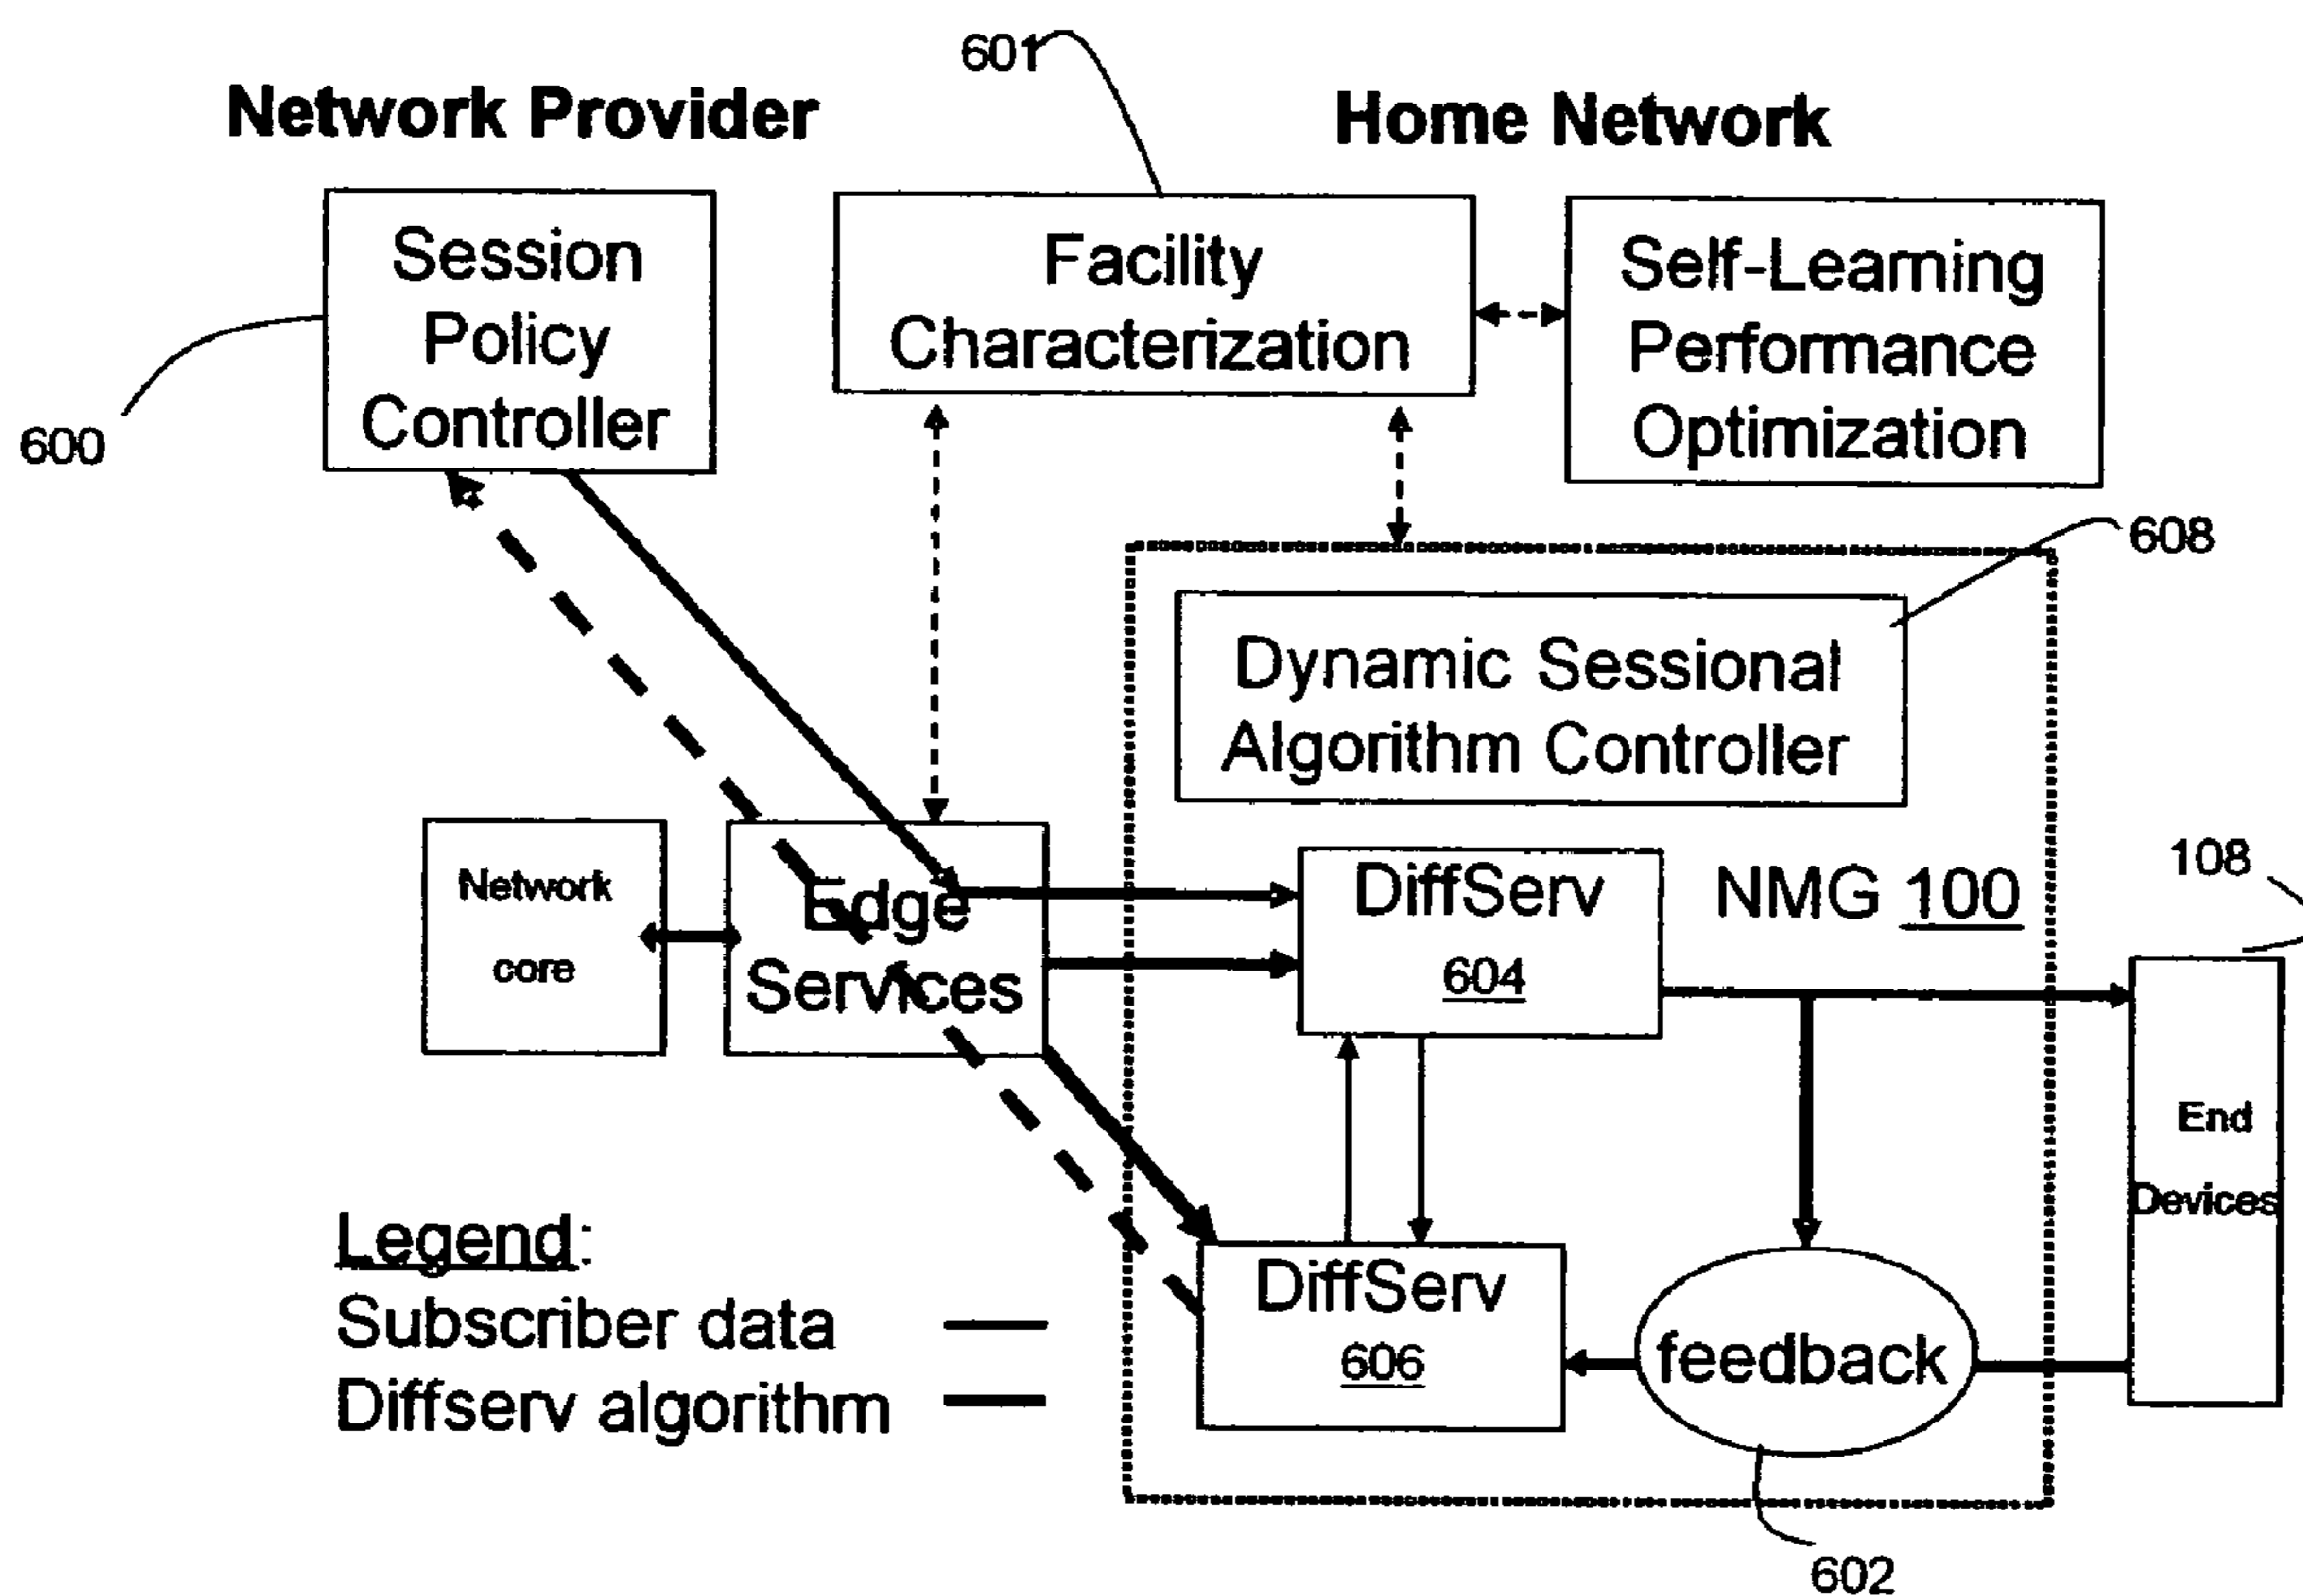 601
Network Provider
Home Network
Session
Policy
Controller
600
Facility
Characterization
Self-Learning
Performance
Optimization
608
Dynamic Sessional
Algorithm Controller
Network
core
Edge
Services
DiffServ
604
NMG 100
108
End
Devices
DiffServ
606
feedback
602
Legend:
Subscriber data
Diffserv algorithm